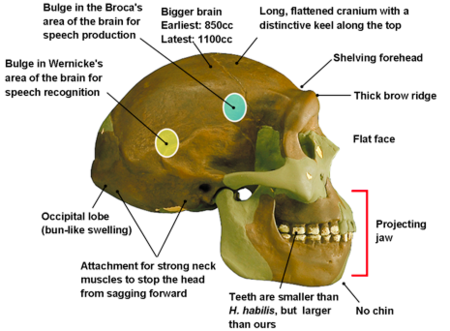 Bulge in the Broca's
area of the brain for
speech production
Bigger brain
Earliest: 850cc
Latest: 1100cc
Long, flattened cranium with a
distinctive keel along the top
Bulge in Wernicke's
area of the brain for
speech recognition
Shelving forehead
Thick brow ridge
Flat face
Occipital lobe
(bun-like swelling)
Projecting
jaw
Attachment for strong neck
muscles to stop the head
from sagging forward
Teeth are smaller than
H. habilis, but larger
than ours
No chin